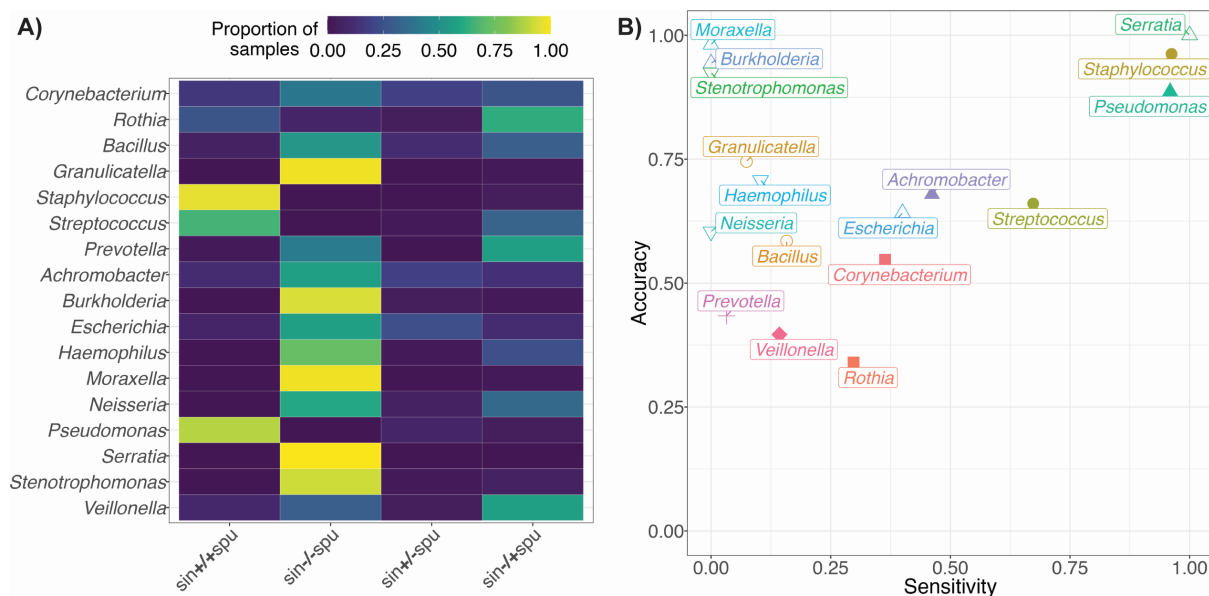 A)
Proportion of
samples
0.00 0.25 0.50 0.75 1.00
Corynebacterium
Rothia
Bacillus
Granulicatella
Staphylococcus
Streptococcus
Prevotella
Achromobacter
Burkholderia
Escherichia
Haemophilus
Moraxella
Neisseria
Pseudomonas
Serratia
Stenotrophomonas
Veillonella
sin+/+spu
sin-/-spu
sin+/-spu
sin-/+spu
B)
Accuracy
1.00
0.75
0.50
0.25
0.00
Moraxella
Serratia
Burkholderia
Staphylococcus
Stenotrophomonas
Pseudomonas
Granulicatella
Haemophilus
Achromobacter
Neisseria
Escherichia
Streptococcus
Bacillus
Corynebacterium
Prevotella
Veillonella
Rothia
0.00 0.25 0.50 0.75 1.00
Sensitivity